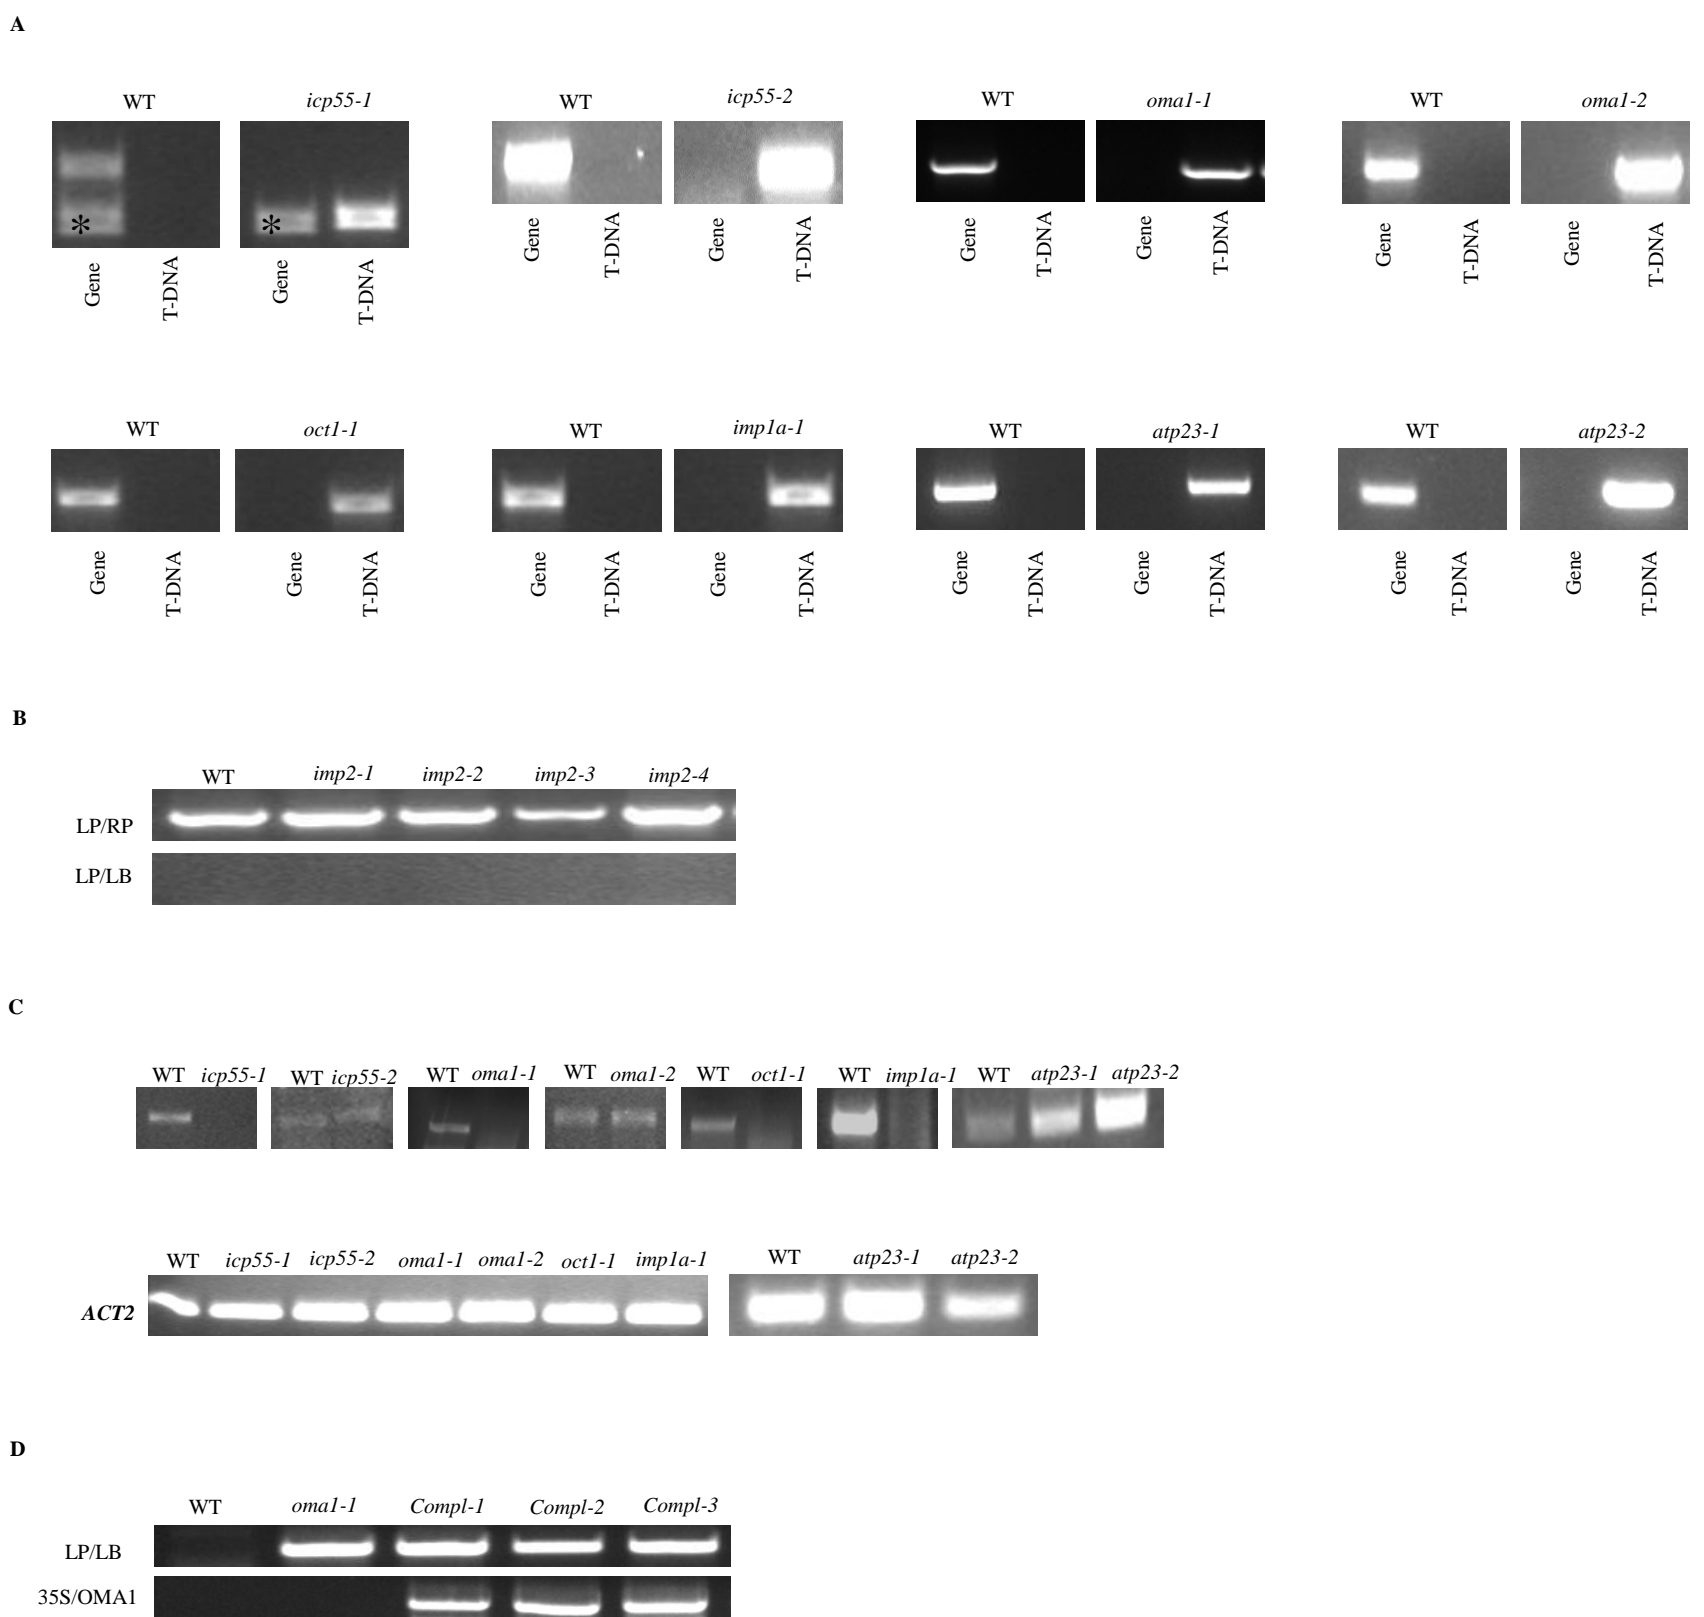 A
WT icp55-1 WT icp55-2 WT oma1-1 WT oma1-2
* *
Gene T-DNA Gene T-DNA Gene T-DNA Gene T-DNA Gene T-DNA Gene T-DNA Gene T-DNA Gene T-DNA
WT oct1-1 WT imp1a-1 WT atp23-1 WT atp23-2
Gene T-DNA Gene T-DNA Gene T-DNA Gene T-DNA Gene T-DNA Gene T-DNA Gene T-DNA Gene T-DNA
B
WT imp2-1 imp2-2 imp2-3 imp2-4
LP/RP
LP/LB
C
WT icp55-1 WT icp55-2 WT oma1-1 WT oma1-2 WT oct1-1 WT imp1a-1 WT atp23-1 atp23-2
WT icp55-1 icp55-2 oma1-1 oma1-2 oct1-1 imp1a-1 WT atp23-1 atp23-2
ACT2
D
WT oma1-1 Compl-1 Compl-2 Compl-3
LP/LB
35S/OMA1